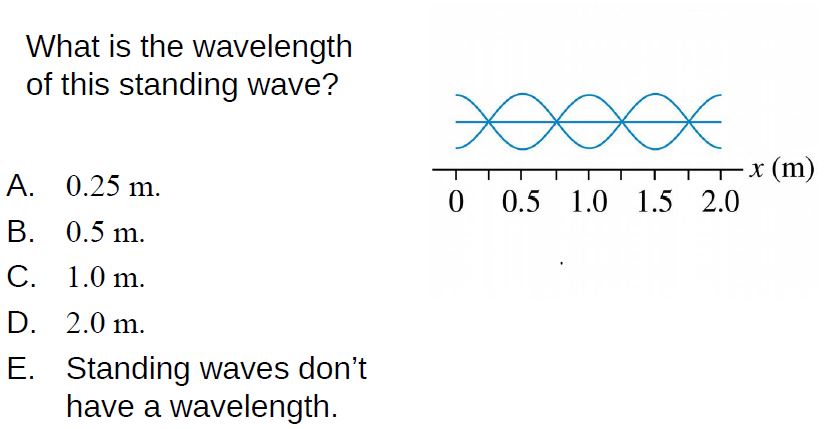 What is the wavelength
of this standing wave?
x (m)
0 0.5 1.0 1.5 2.0
A. 0.25 m.
B. 0.5 m.
C. 1.0 m.
D. 2.0 m.
E. Standing waves don’t
have a wavelength.